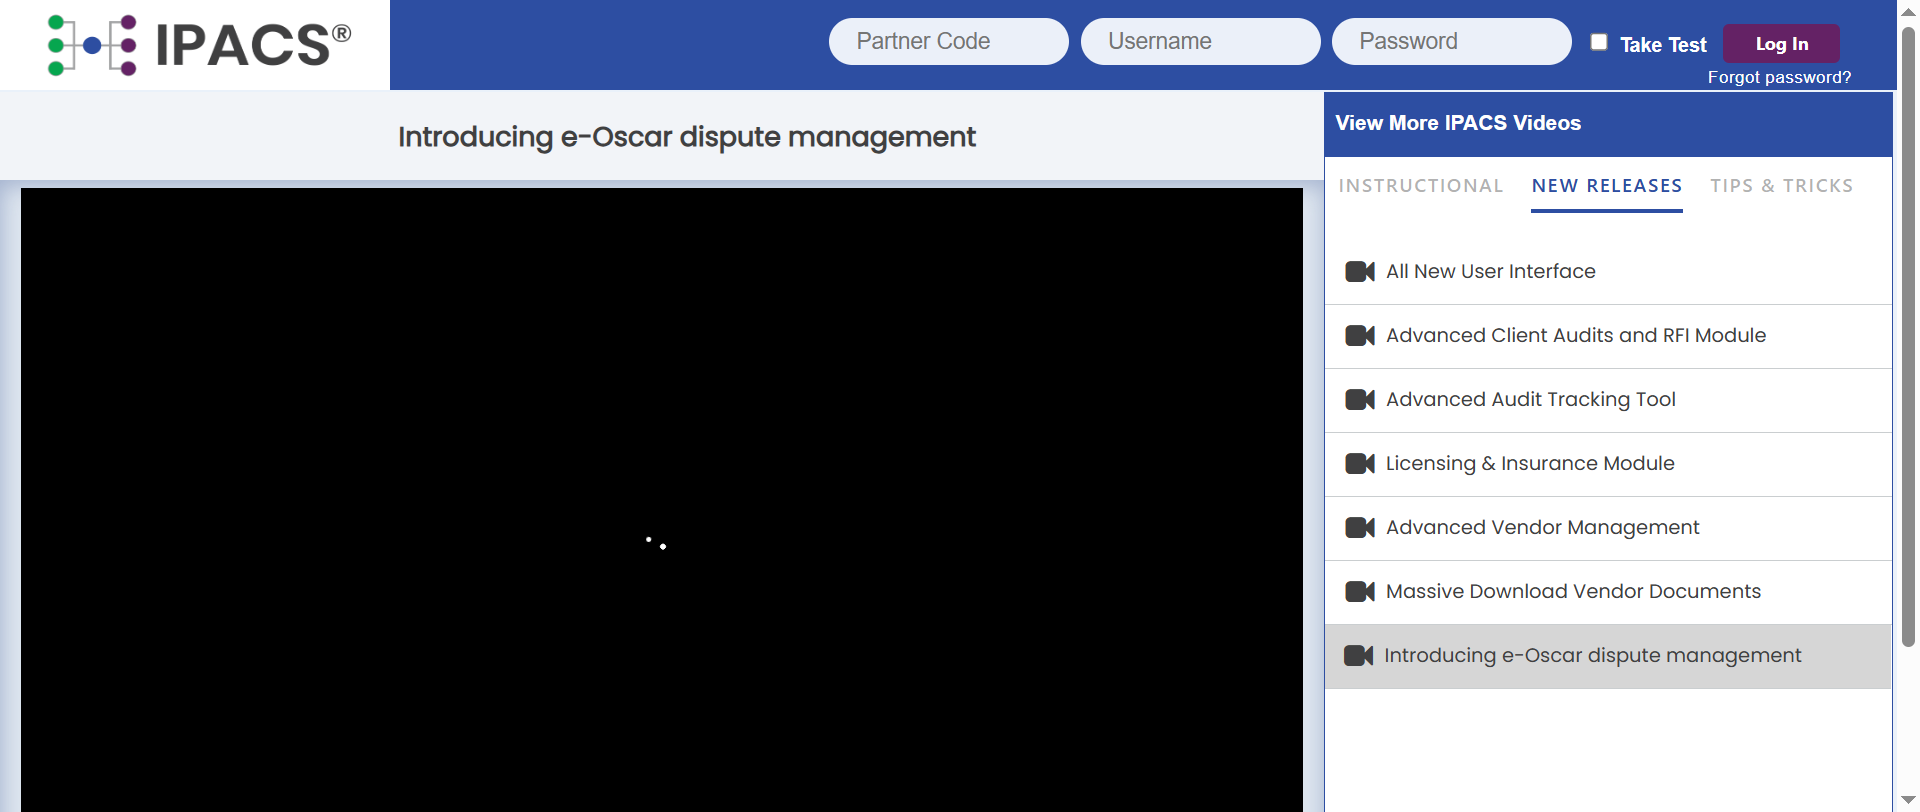 IPACS®
Partner Code
Username
Password
Take Test
Log In
Forgot password?
Introducing e-Oscar dispute management
View More IPACS Videos
INSTRUCTIONAL
NEW RELEASES
TIPS & TRICKS
All New User Interface
Advanced Client Audits and RFI Module
Advanced Audit Tracking Tool
Licensing & Insurance Module
Advanced Vendor Management
Massive Download Vendor Documents
Introducing e-Oscar dispute management